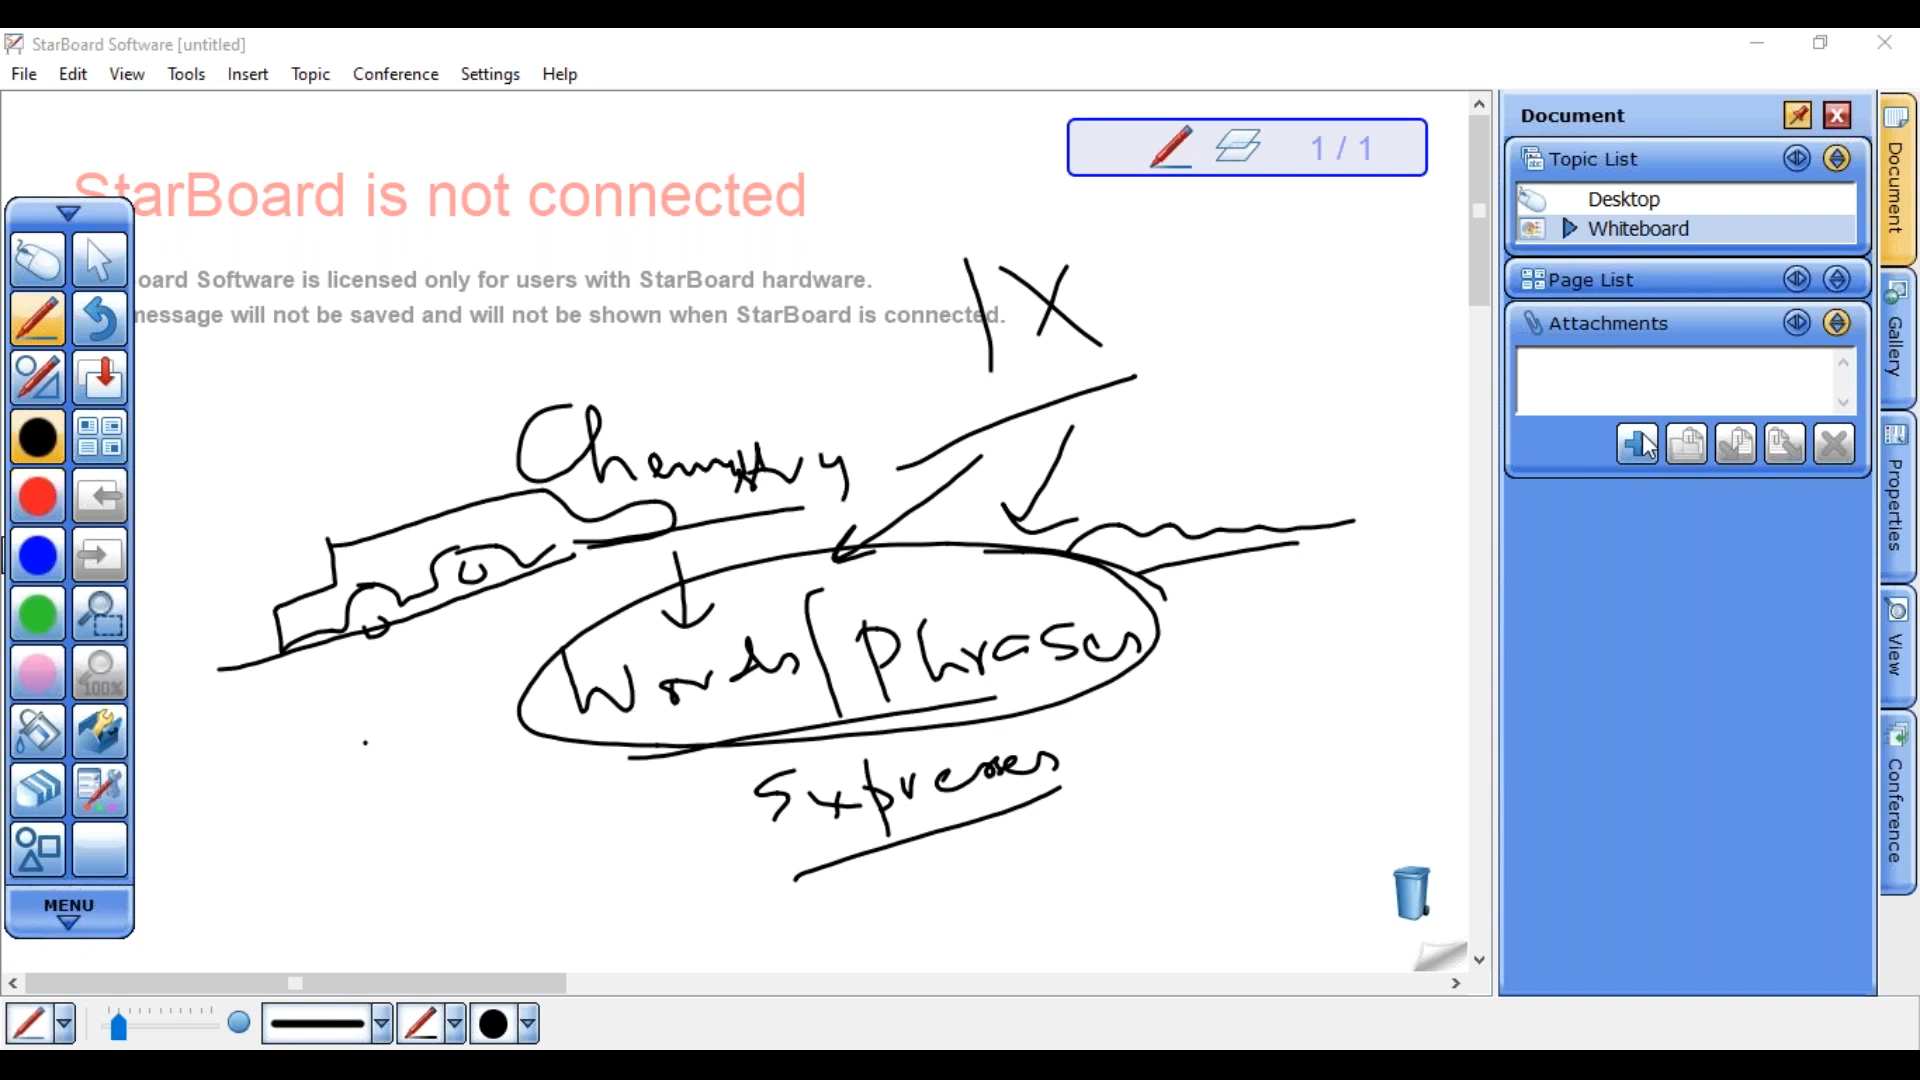 StarBoard Software [untitled]
File Edit View Tools Insert Topic Conference Settings Help
StarBoard is not connected
oard Software is licensed only for users with StarBoard hardware.
message will not be saved and will not be shown when StarBoard is connected.
1 / 1
IX
Chemistry
Words/Phrases
Expresses
100%
MENU
Document
Topic List
Desktop
Whiteboard
Page List
Attachments
Document
Gallery
Properties
View
Conference